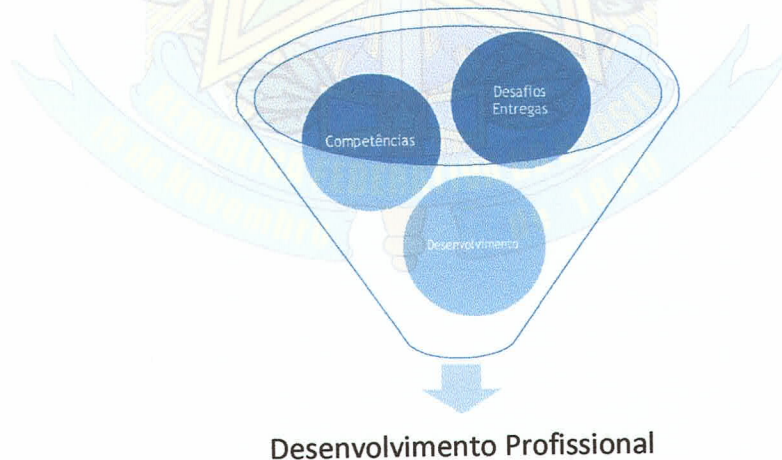 Desafios
Entregas
Competências
Desenvolvimento
Desenvolvimento Profissional